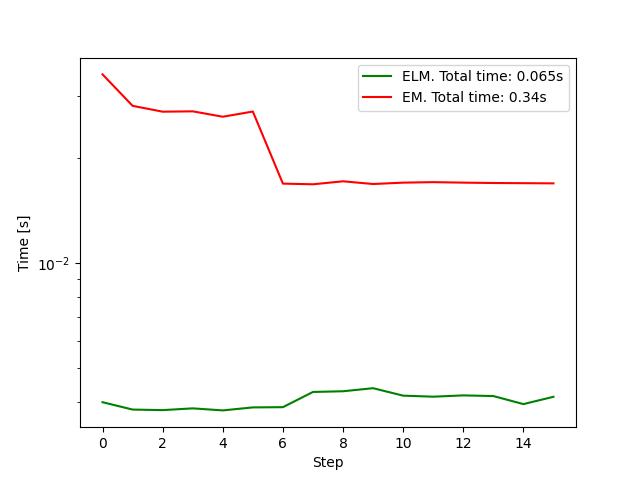 ELM. Total time: 0.065s
EM. Total time: 0.34s
Time [s]
10⁻²
0 2 4 6 8 10 12 14
Step